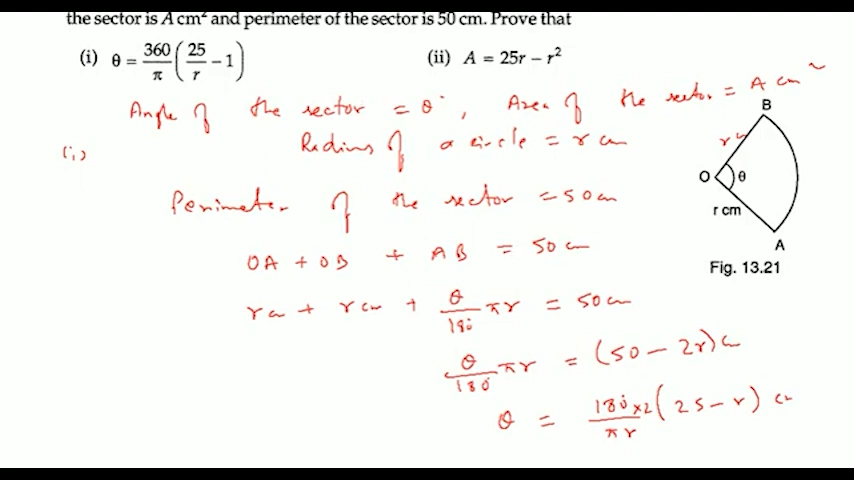 the sector is A cm² and perimeter of the sector is 50 cm. Prove that
(i) θ = 360/π (25/r − 1) (ii) A = 25r − r²
Angle of the sector = θ°, Area of the sector = A cm²
(i) Radius of a circle = r cm
Perimeter of the sector = 50 cm
OA + OB + AB = 50 cm
r cm + r cm + θ/180° πr = 50 cm
θ/180° πr = (50 − 2r) cm
θ = 180° × 2/πr (25 − r) cm
B
r cm
O θ
r cm
A
Fig. 13.21